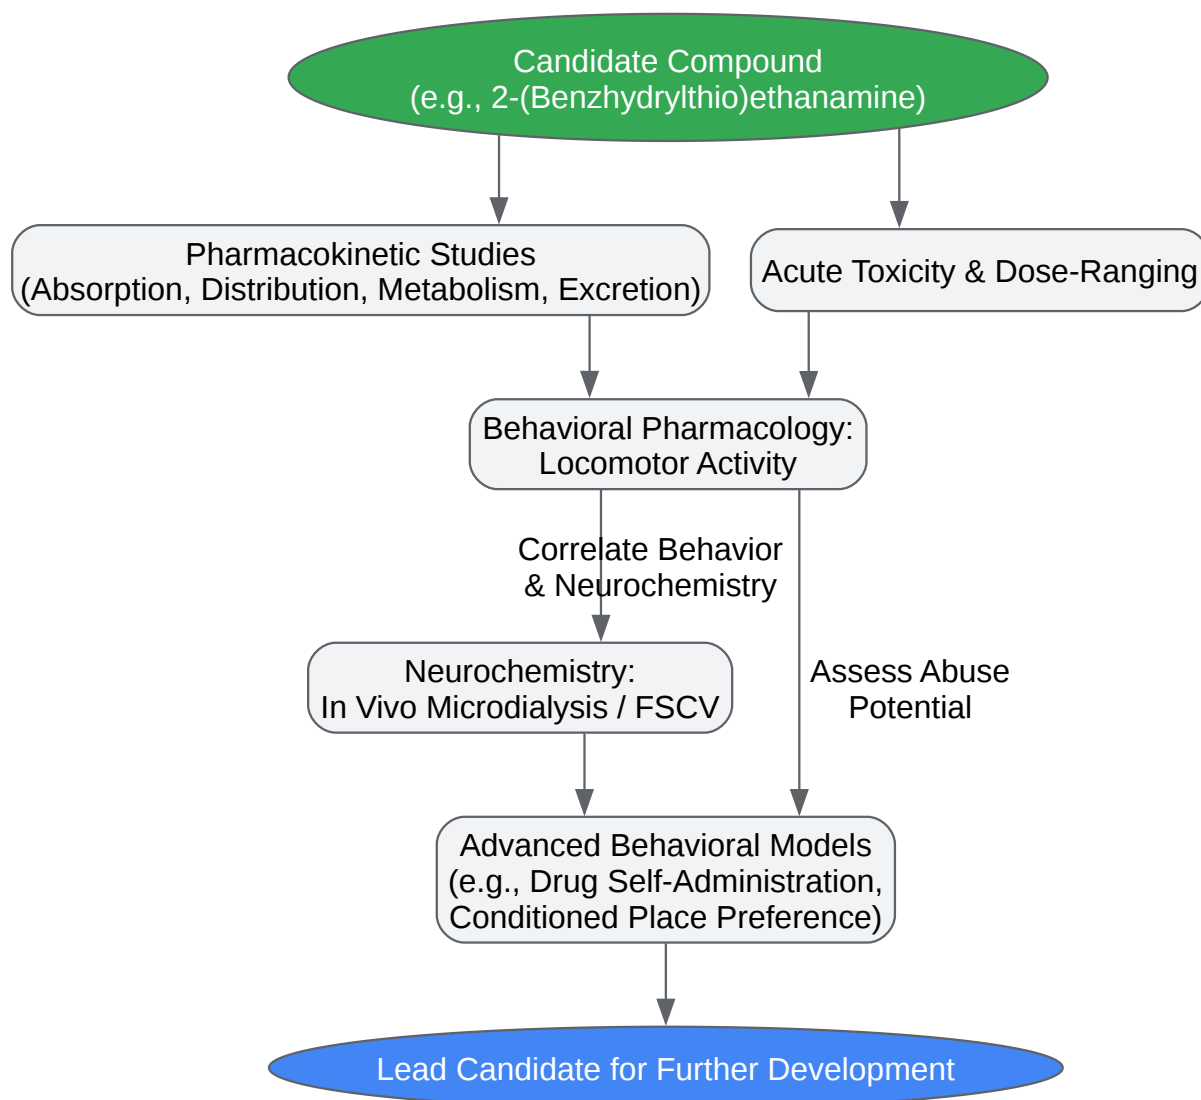 Candidate Compound
(e.g., 2-(Benzhydrylthio)ethanamine)
Pharmacokinetic Studies
(Absorption, Distribution, Metabolism, Excretion)
Acute Toxicity & Dose-Ranging
Behavioral Pharmacology:
Locomotor Activity
Correlate Behavior
& Neurochemistry
Neurochemistry:
In Vivo Microdialysis / FSCV
Assess Abuse
Potential
Advanced Behavioral Models
(e.g., Drug Self-Administration,
Conditioned Place Preference)
Lead Candidate for Further Development